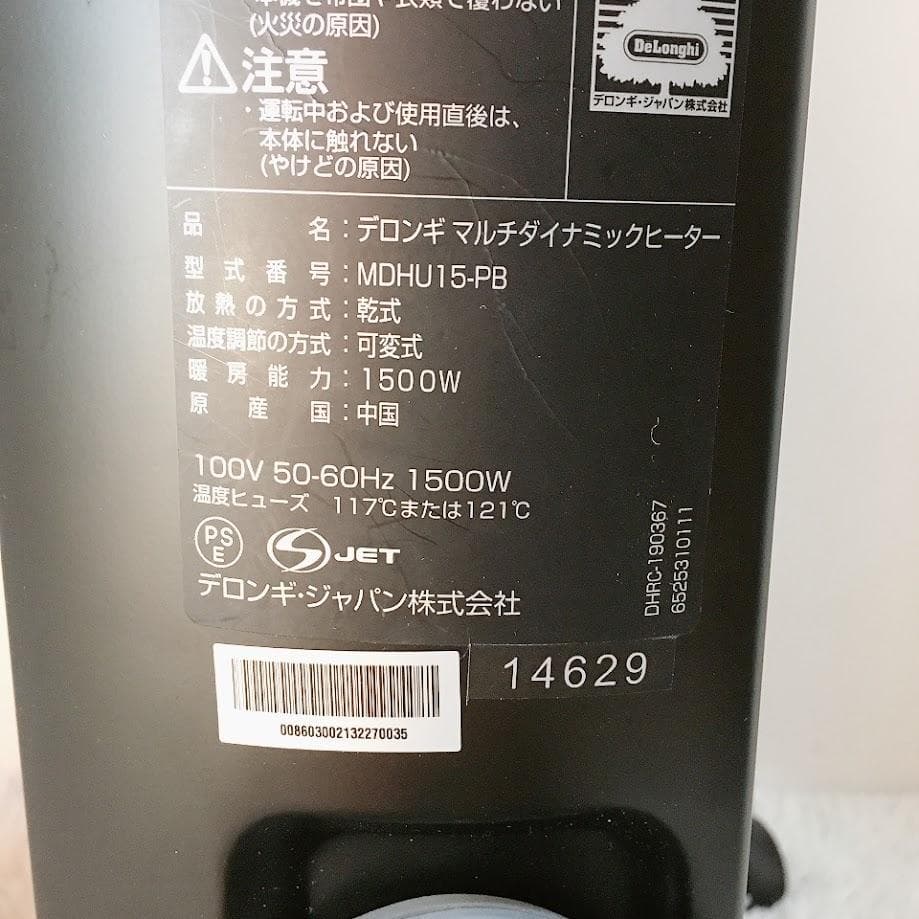 (火災の原因)
注意
・運転中および使用直後は、
本体に触れない
(やけどの原因)
DeLonghi
デロンギ・ジャパン株式会社
品名：デロンギ マルチダイナミックヒーター
型式番号：MDHU15-PB
放熱の方式：乾式
温度調節の方式：可変式
暖房能力：1500W
原産国：中国
100V 50-60Hz 1500W
温度ヒューズ 117℃または121℃
PS
E
S JET
デロンギ・ジャパン株式会社
DHRC-190367
6525310111
14629
008603002132270035